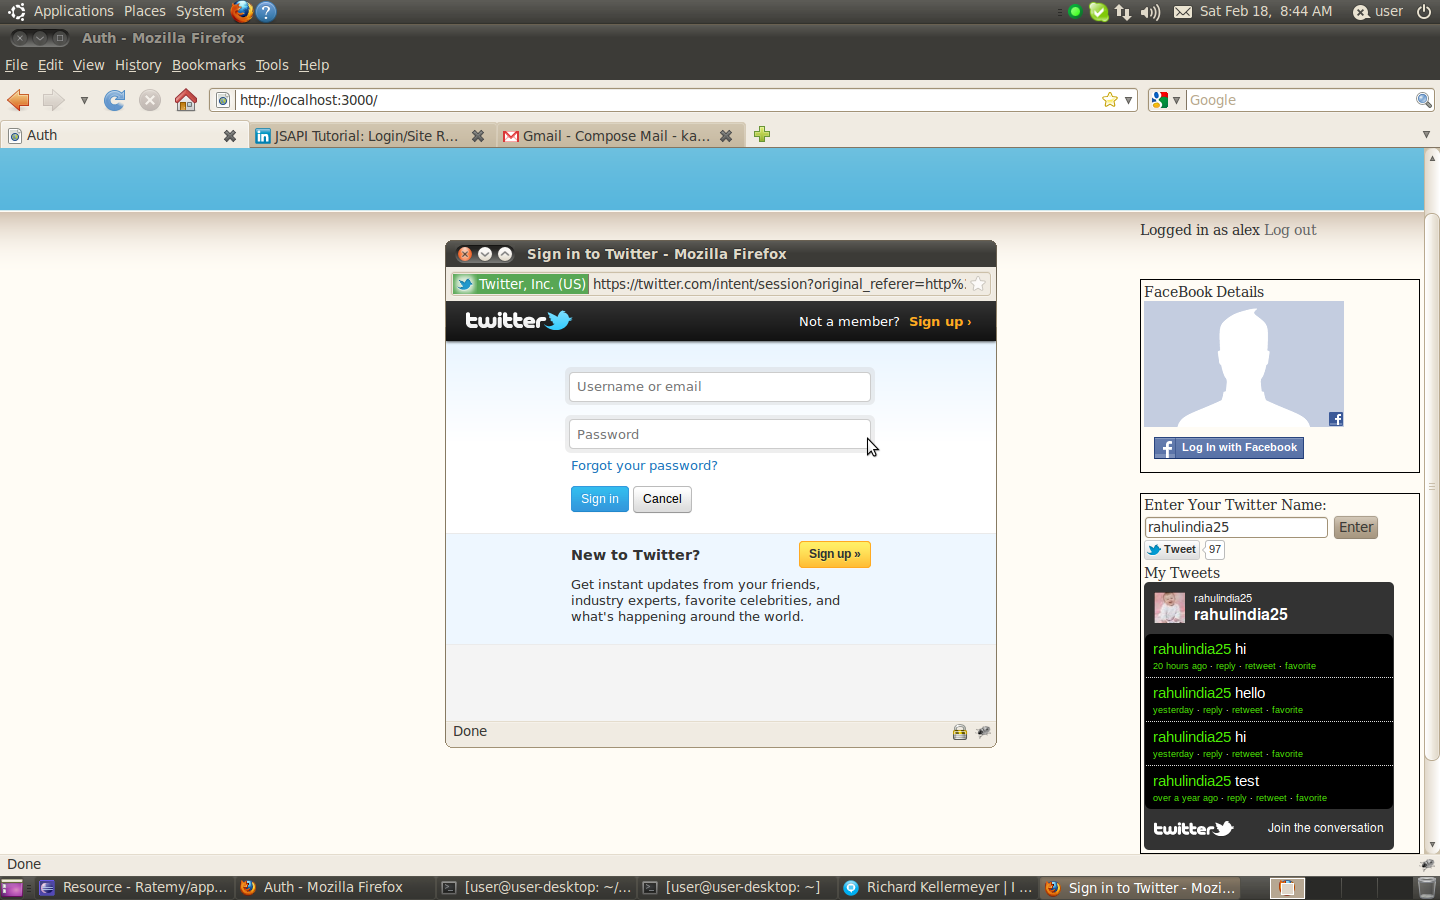 Applications Places System
Sat Feb 18, 8:44 AM user
Auth - Mozilla Firefox
File Edit View History Bookmarks Tools Help
http://localhost:3000/
Google
Auth
JSAPI Tutorial: Login/Site R...
Gmail - Compose Mail - ka...
Logged in as alex Log out
Sign in to Twitter - Mozilla Firefox
Twitter, Inc. (US) https://twitter.com/intent/session?original_referer=http%
twitter
Not a member? Sign up ›
Username or email
Password
Forgot your password?
Sign in Cancel
New to Twitter?
Sign up »
Get instant updates from your friends,
industry experts, favorite celebrities, and
what's happening around the world.
Done
FaceBook Details
f
f Log In with Facebook
Enter Your Twitter Name:
rahulindia25 Enter
Tweet 97
My Tweets
rahulindia25
rahulindia25
rahulindia25 hi
20 hours ago · reply · retweet · favorite
rahulindia25 hello
yesterday · reply · retweet · favorite
rahulindia25 hi
yesterday · reply · retweet · favorite
rahulindia25 test
over a year ago · reply · retweet · favorite
twitter Join the conversation
Done
Resource - Ratemy/app...
Auth - Mozilla Firefox
[user@user-desktop: ~/...
[user@user-desktop: ~]
Richard Kellermeyer | I ...
Sign in to Twitter - Mozi...